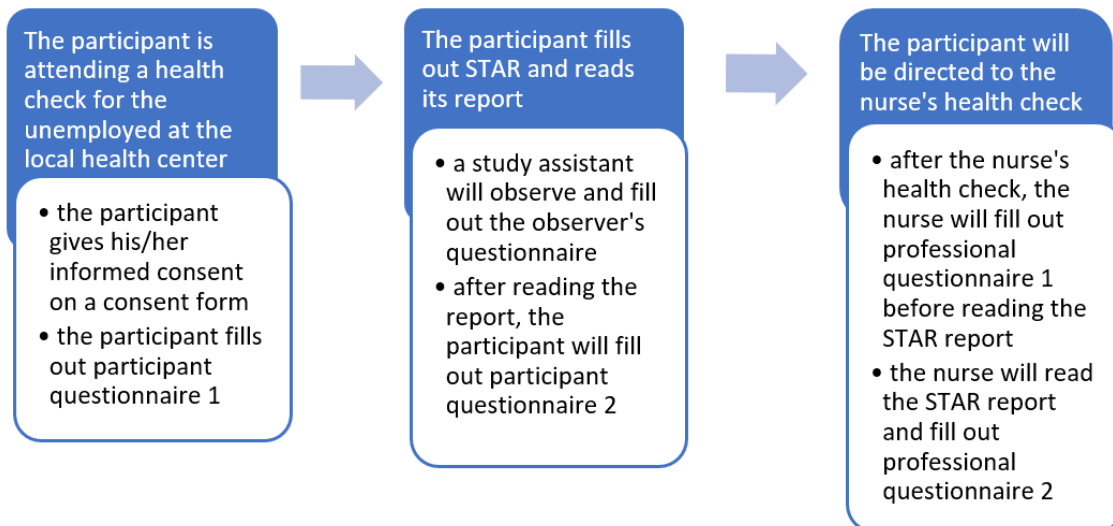 The participant is
attending a health
check for the
unemployed at the
local health center
• the participant
gives his/her
informed consent
on a consent form
• the participant fills
out participant
questionnaire 1
The participant fills
out STAR and reads
its report
• a study assistant
will observe and fill
out the observer's
questionnaire
• after reading the
report, the
participant will fill
out participant
questionnaire 2
The participant will
be directed to the
nurse's health check
• after the nurse's
health check, the
nurse will fill out
professional
questionnaire 1
before reading the
STAR report
• the nurse will read
the STAR report
and fill out
professional
questionnaire 2